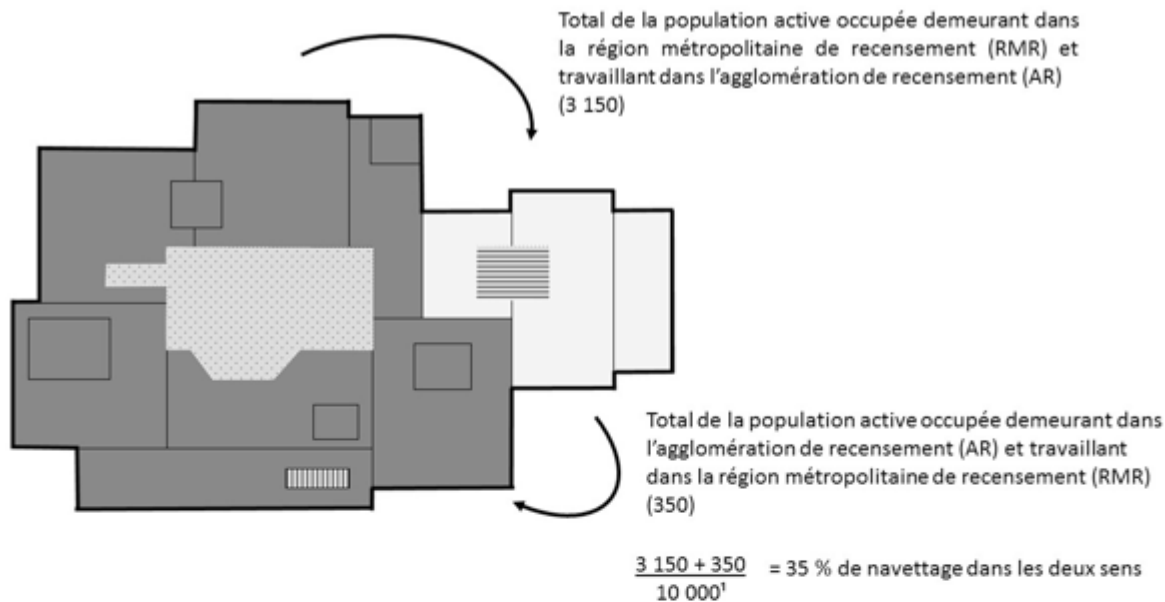 Total de la population active occupée demeurant dans
la région métropolitaine de recensement (RMR) et
travaillant dans l'agglomération de recensement (AR)
(3 150)
Total de la population active occupée demeurant dans
l'agglomération de recensement (AR) et travaillant
dans la région métropolitaine de recensement (RMR)
(350)
3 150 + 350
10 000¹
= 35 % de navettage dans les deux sens